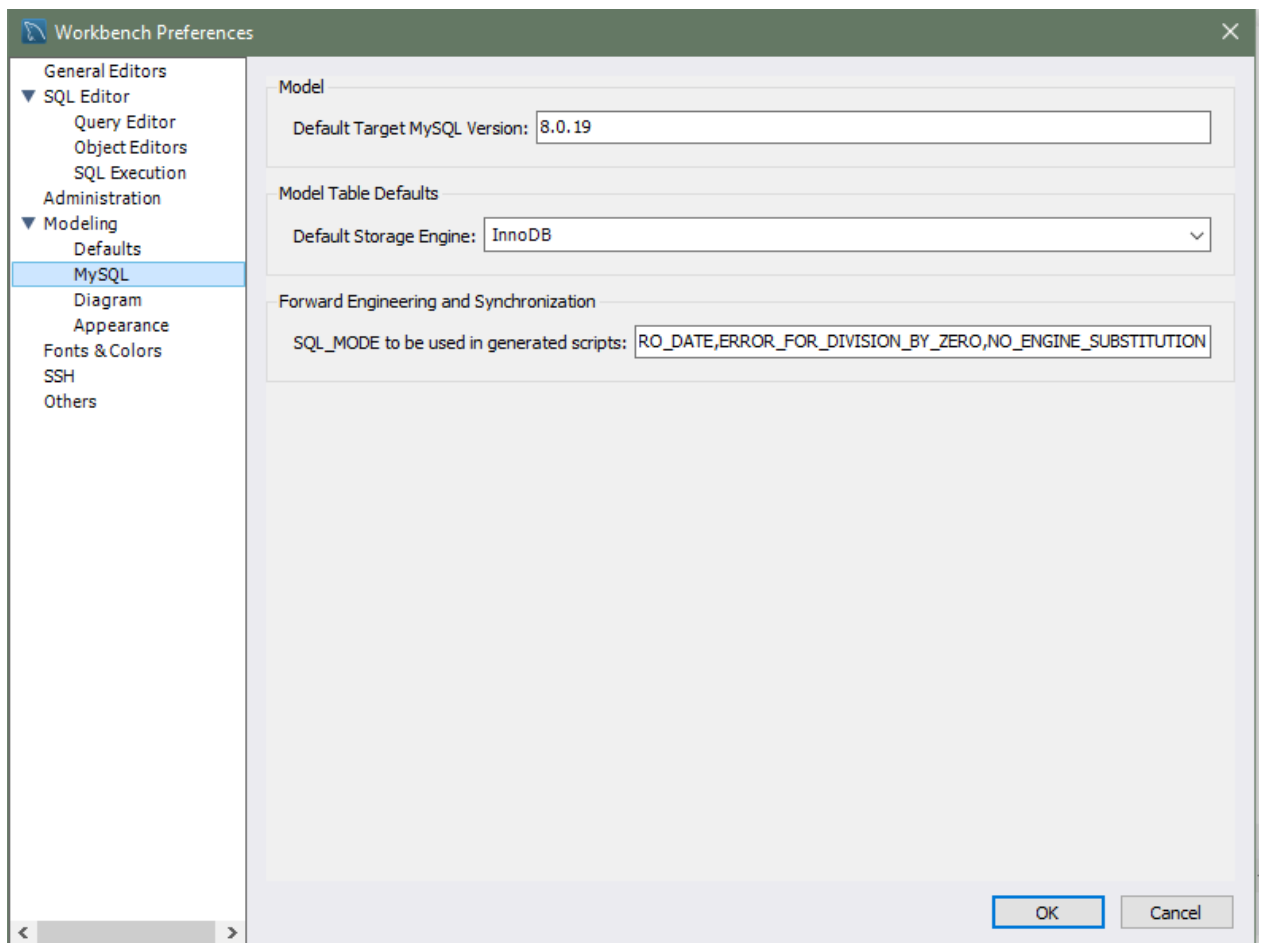 Workbench Preferences
General Editors
SQL Editor
Query Editor
Object Editors
SQL Execution
Administration
Modeling
Defaults
MySQL
Diagram
Appearance
Fonts & Colors
SSH
Others
Model
Default Target MySQL Version: 8.0.19
Model Table Defaults
Default Storage Engine: InnoDB
Forward Engineering and Synchronization
SQL_MODE to be used in generated scripts: RO_DATE,ERROR_FOR_DIVISION_BY_ZERO,NO_ENGINE_SUBSTITUTION
OK Cancel